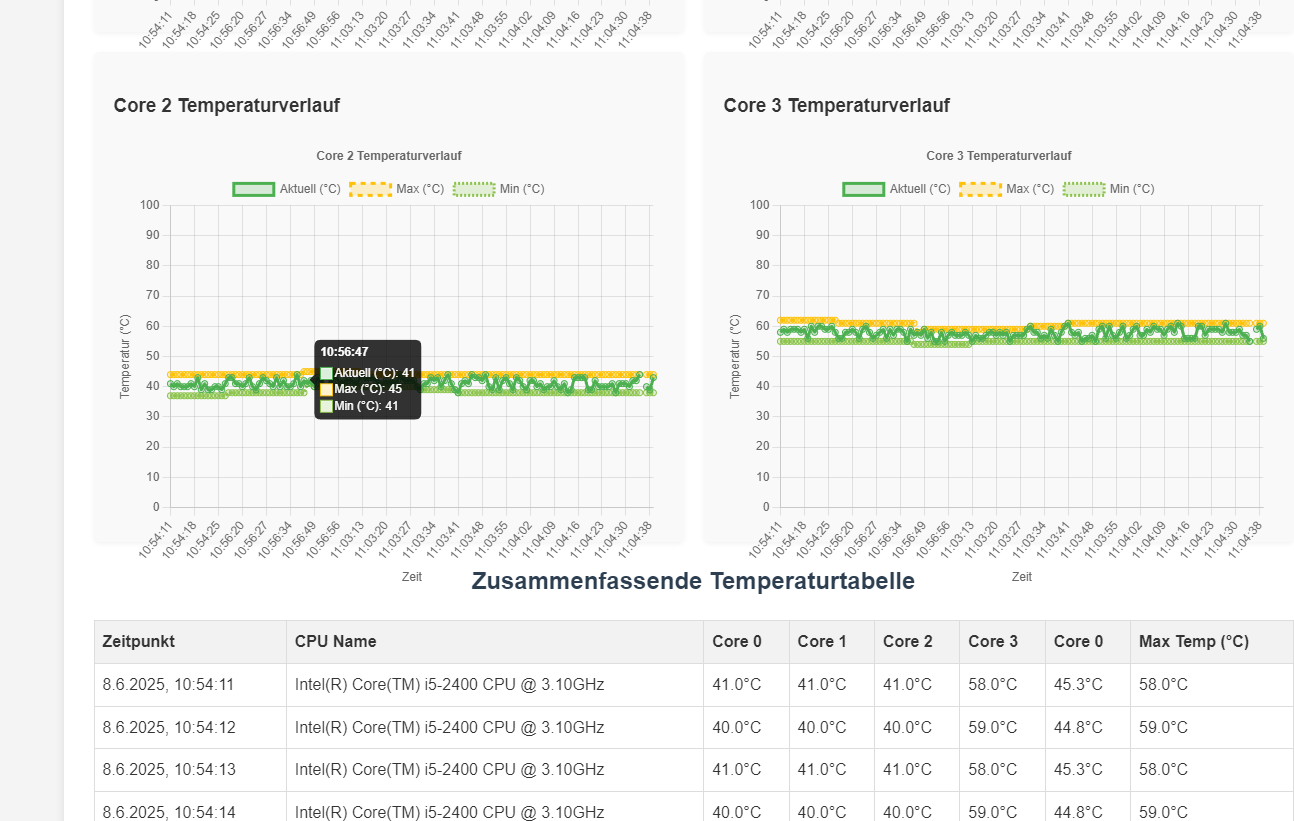 10:54:11 10:54:18 10:54:25 10:56:20 10:56:27 10:56:34 10:56:49 10:56:56 11:03:13 11:03:20 11:03:27 11:03:34 11:03:41 11:03:48 11:03:55 11:04:02 11:04:09 11:04:16 11:04:23 11:04:30 11:04:38
10:54:11 10:54:18 10:54:25 10:56:20 10:56:27 10:56:34 10:56:49 10:56:56 11:03:13 11:03:20 11:03:27 11:03:34 11:03:41 11:03:48 11:03:55 11:04:02 11:04:09 11:04:16 11:04:23 11:04:30 11:04:38
Core 2 Temperaturverlauf
Core 2 Temperaturverlauf
Aktuell (°C) Max (°C) Min (°C)
100
90
80
70
60
50
40
30
20
10
0
Temperatur (°C)
10:56:47
Aktuell (°C): 41
Max (°C): 45
Min (°C): 41
10:54:11 10:54:18 10:54:25 10:56:20 10:56:27 10:56:34 10:56:49 10:56:56 11:03:13 11:03:20 11:03:27 11:03:34 11:03:41 11:03:48 11:03:55 11:04:02 11:04:09 11:04:16 11:04:23 11:04:30 11:04:38
Zeit
Core 3 Temperaturverlauf
Core 3 Temperaturverlauf
Aktuell (°C) Max (°C) Min (°C)
100
90
80
70
60
50
40
30
20
10
0
Temperatur (°C)
10:54:11 10:54:18 10:54:25 10:56:20 10:56:27 10:56:34 10:56:49 10:56:56 11:03:13 11:03:20 11:03:27 11:03:34 11:03:41 11:03:48 11:03:55 11:04:02 11:04:09 11:04:16 11:04:23 11:04:30 11:04:38
Zeit
Zusammenfassende Temperaturtabelle
Zeitpunkt CPU Name Core 0 Core 1 Core 2 Core 3 Core 0 Max Temp (°C)
8.6.2025, 10:54:11 Intel(R) Core(TM) i5-2400 CPU @ 3.10GHz 41.0°C 41.0°C 41.0°C 58.0°C 45.3°C 58.0°C
8.6.2025, 10:54:12 Intel(R) Core(TM) i5-2400 CPU @ 3.10GHz 40.0°C 40.0°C 40.0°C 59.0°C 44.8°C 59.0°C
8.6.2025, 10:54:13 Intel(R) Core(TM) i5-2400 CPU @ 3.10GHz 41.0°C 41.0°C 41.0°C 58.0°C 45.3°C 58.0°C
8.6.2025, 10:54:14 Intel(R) Core(TM) i5-2400 CPU @ 3.10GHz 40.0°C 40.0°C 40.0°C 59.0°C 44.8°C 59.0°C